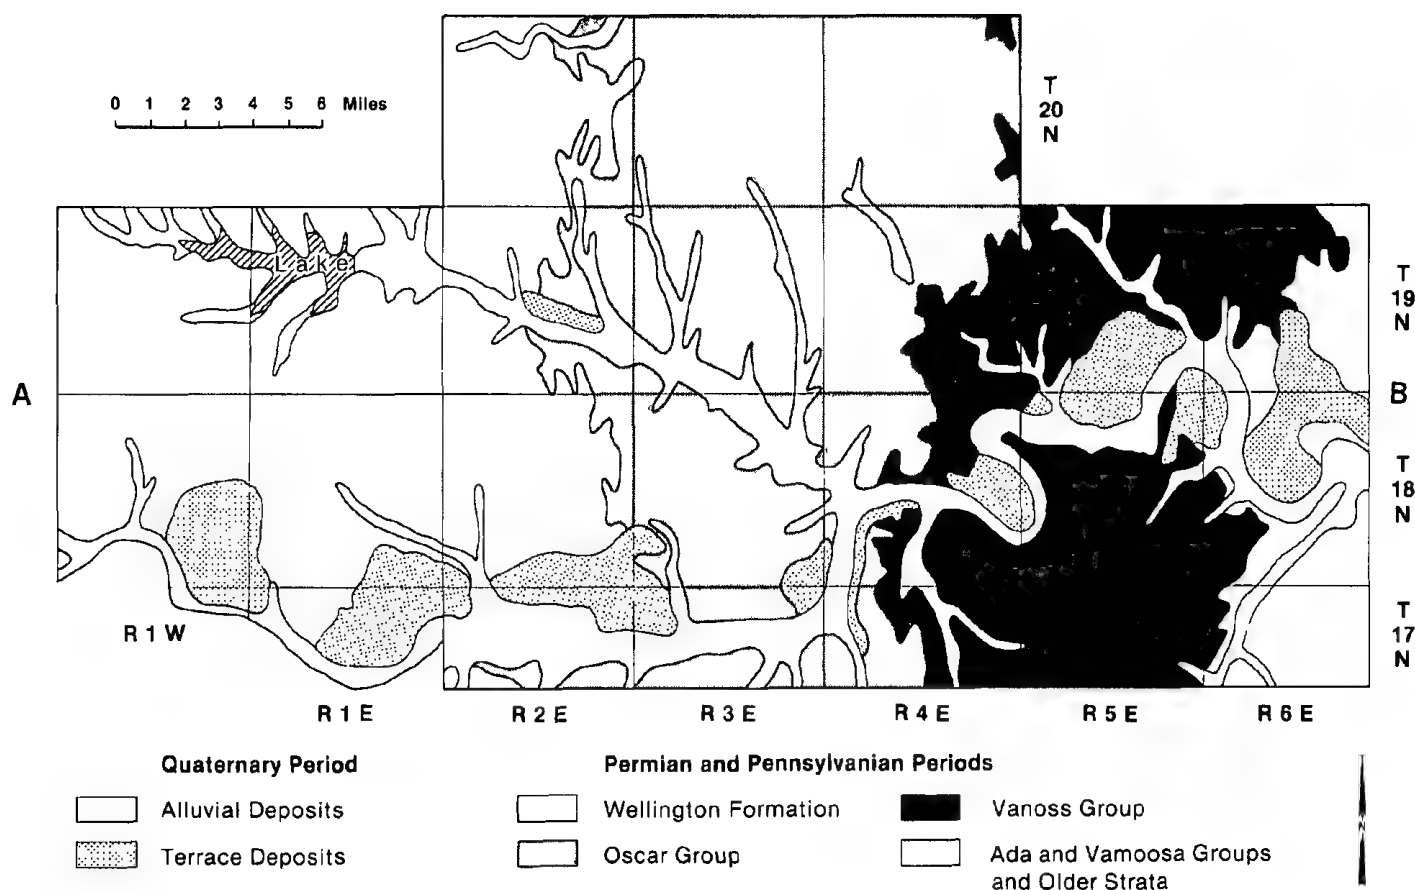 T
20
N
0 1 2 3 4 5 6 Miles
Lake
T
19
N
A
B
T
18
N
R 1 W
T
17
N
R 1 E
R 2 E
R 3 E
R 4 E
R 5 E
R 6 E
Quaternary Period
Permian and Pennsylvanian Periods
Alluvial Deposits
Wellington Formation
Vanoss Group
Terrace Deposits
Oscar Group
Ada and Vamoosa Groups
and Older Strata